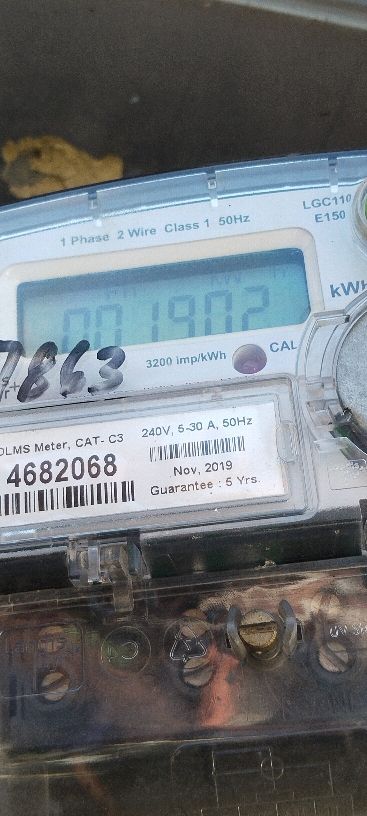 LGC110
E150
1 Phase 2 Wire Class 1 50Hz
kWh
001902
7863
3200 imp/kWh
CAL
DLMS Meter, CAT- C3
240V, 5-30 A, 50Hz
4682068
Nov, 2019
Guarantee : 5 Yrs.